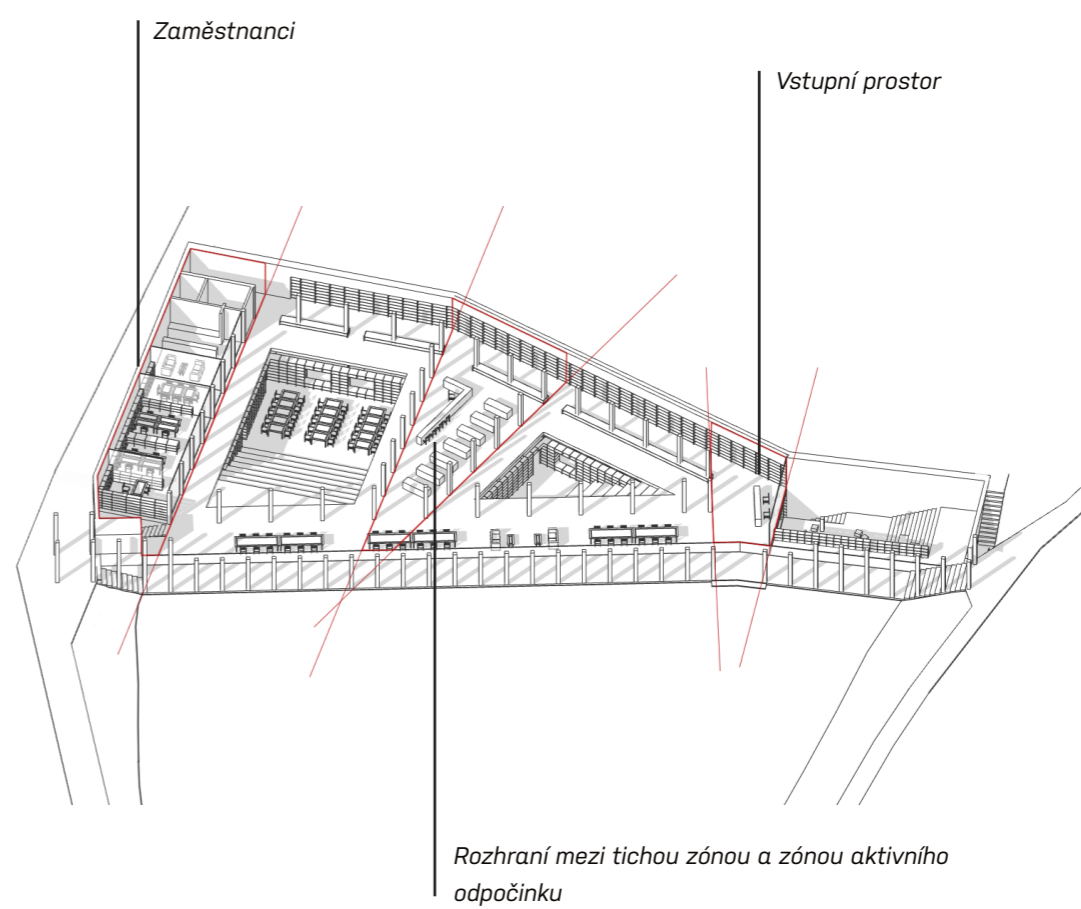 Zaměstnanci
Vstupní prostor
Rozhraní mezi tichou zónou a zónou aktivního
odpočinku